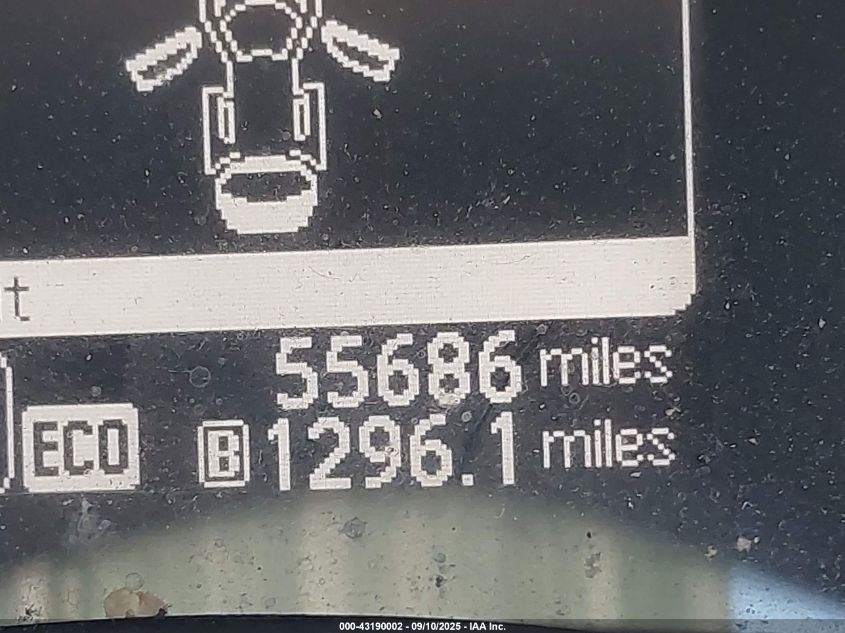 t
55686 miles
ECO B 1296.1 miles
000-43190002 - 09/10/2025 - IAA Inc.